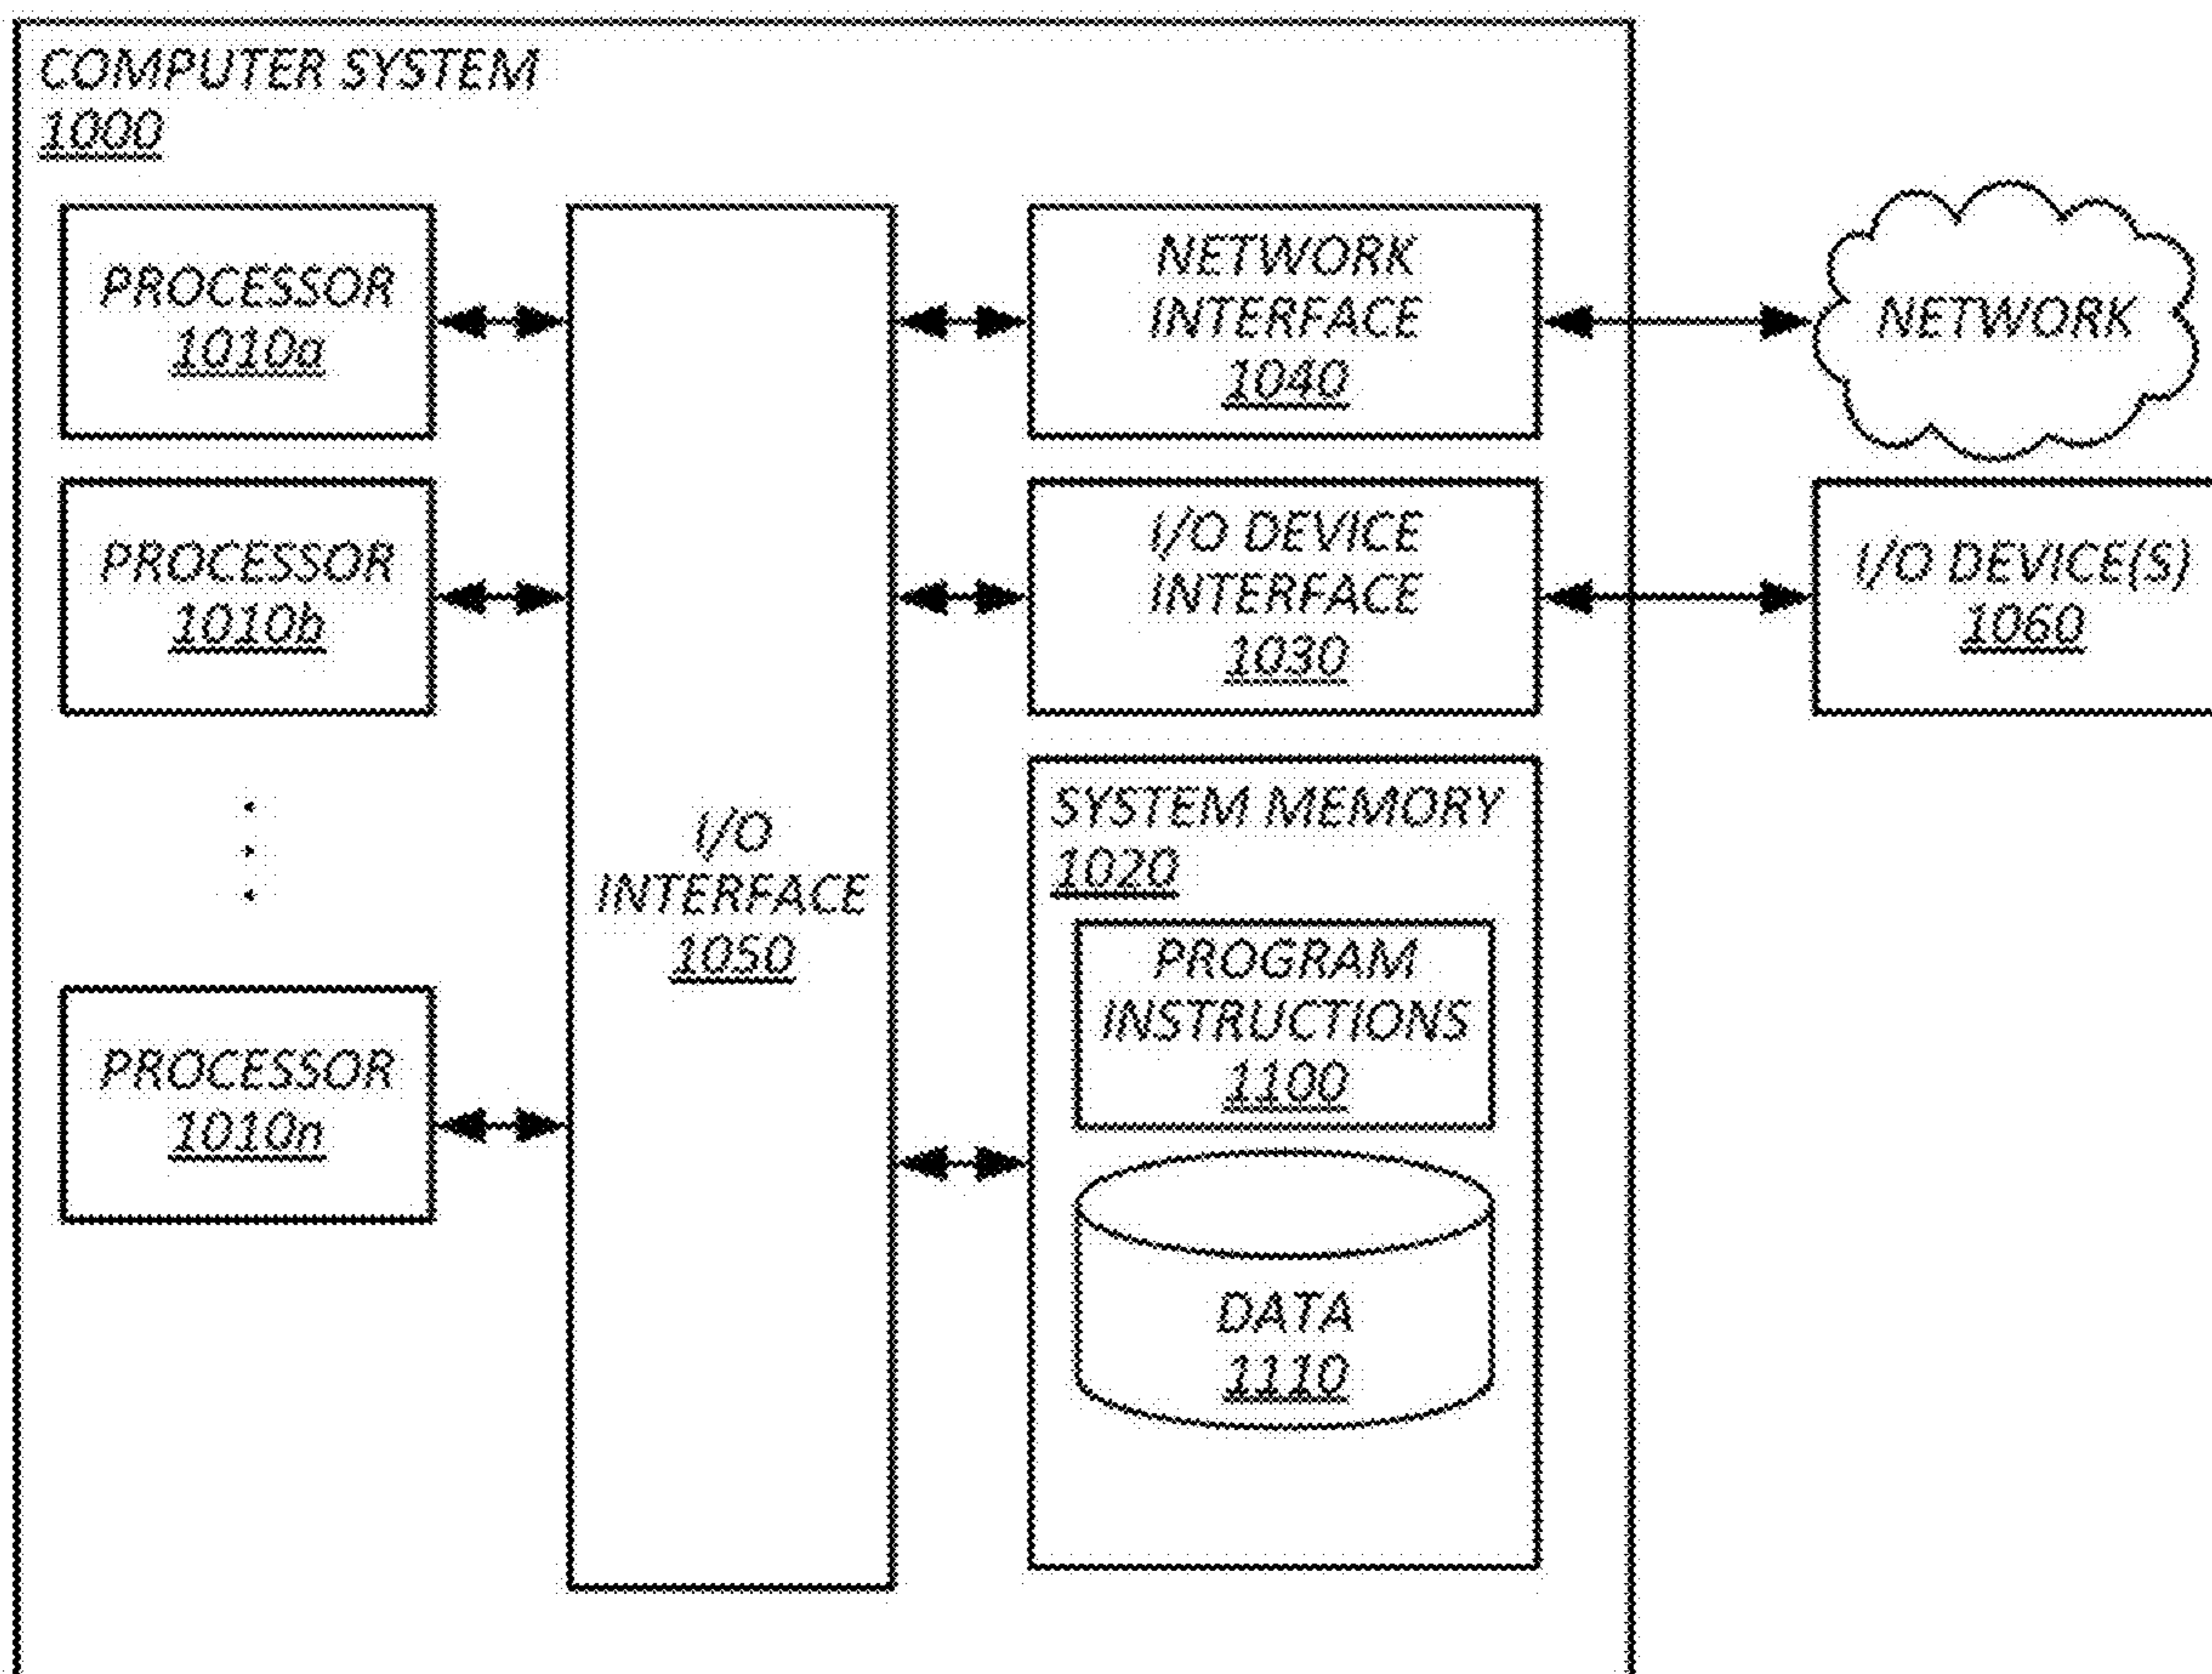 COMPUTER SYSTEM
1000
PROCESSOR
1010a
PROCESSOR
1010b
PROCESSOR
1010n
I/O
INTERFACE
1050
NETWORK
INTERFACE
1040
I/O DEVICE
INTERFACE
1030
SYSTEM MEMORY
1020
PROGRAM
INSTRUCTIONS
1100
DATA
1110
NETWORK
I/O DEVICE(S)
1060